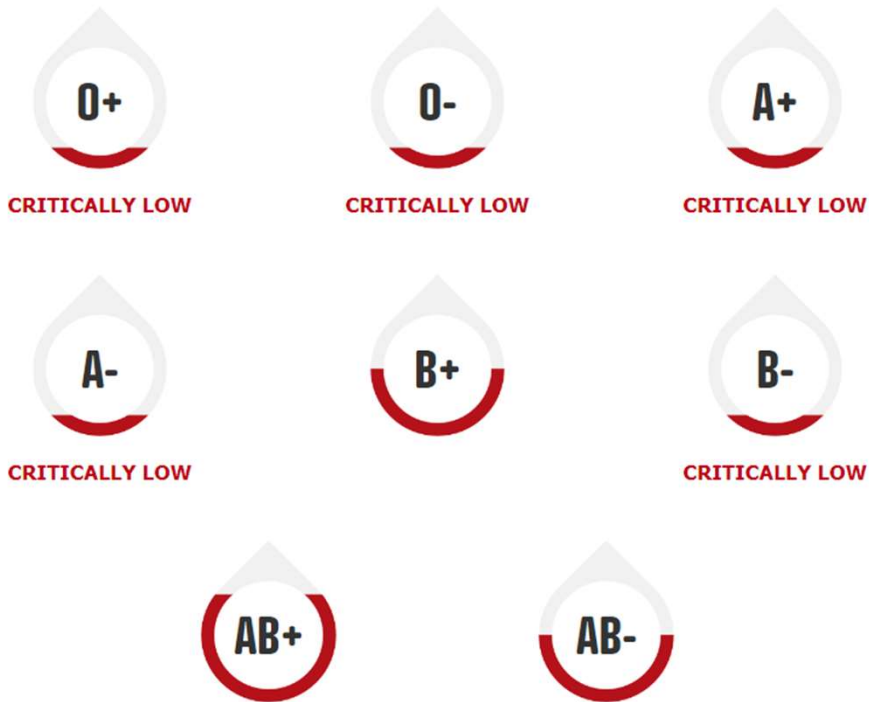 O+ O- A+
CRITICALLY LOW CRITICALLY LOW CRITICALLY LOW
A- B+ B-
CRITICALLY LOW CRITICALLY LOW
AB+ AB-